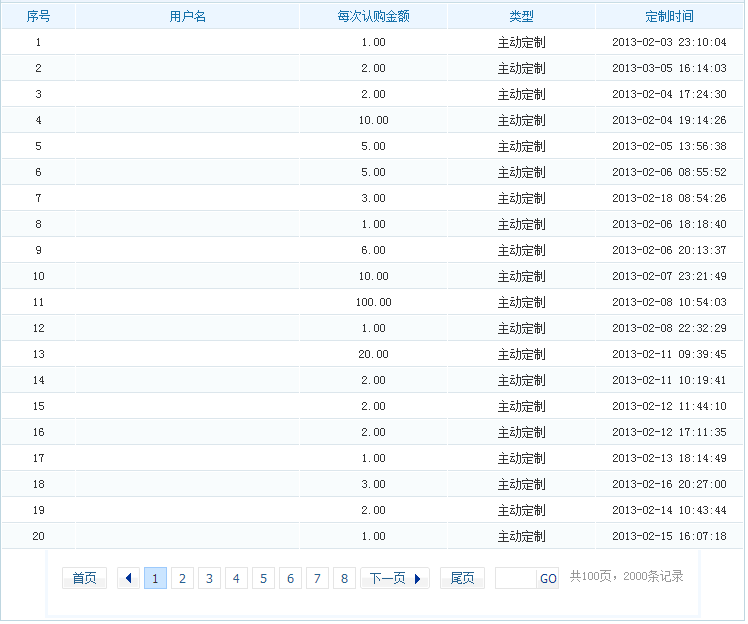 序号 用户名 每次认购金额 类型 定制时间
1 1.00 主动定制 2013-02-03 23:10:04
2 2.00 主动定制 2013-03-05 16:14:03
3 2.00 主动定制 2013-02-04 17:24:30
4 10.00 主动定制 2013-02-04 19:14:26
5 5.00 主动定制 2013-02-05 13:56:38
6 5.00 主动定制 2013-02-06 08:55:52
7 3.00 主动定制 2013-02-18 08:54:26
8 1.00 主动定制 2013-02-06 18:18:40
9 6.00 主动定制 2013-02-06 20:13:37
10 10.00 主动定制 2013-02-07 23:21:49
11 100.00 主动定制 2013-02-08 10:54:03
12 1.00 主动定制 2013-02-08 22:32:29
13 20.00 主动定制 2013-02-11 09:39:45
14 2.00 主动定制 2013-02-11 10:19:41
15 2.00 主动定制 2013-02-12 11:44:10
16 2.00 主动定制 2013-02-12 17:11:35
17 1.00 主动定制 2013-02-13 18:14:49
18 3.00 主动定制 2013-02-16 20:27:00
19 2.00 主动定制 2013-02-14 10:43:44
20 1.00 主动定制 2013-02-15 16:07:18
首页 1 2 3 4 5 6 7 8 下一页 尾页 GO 共100页，2000条记录